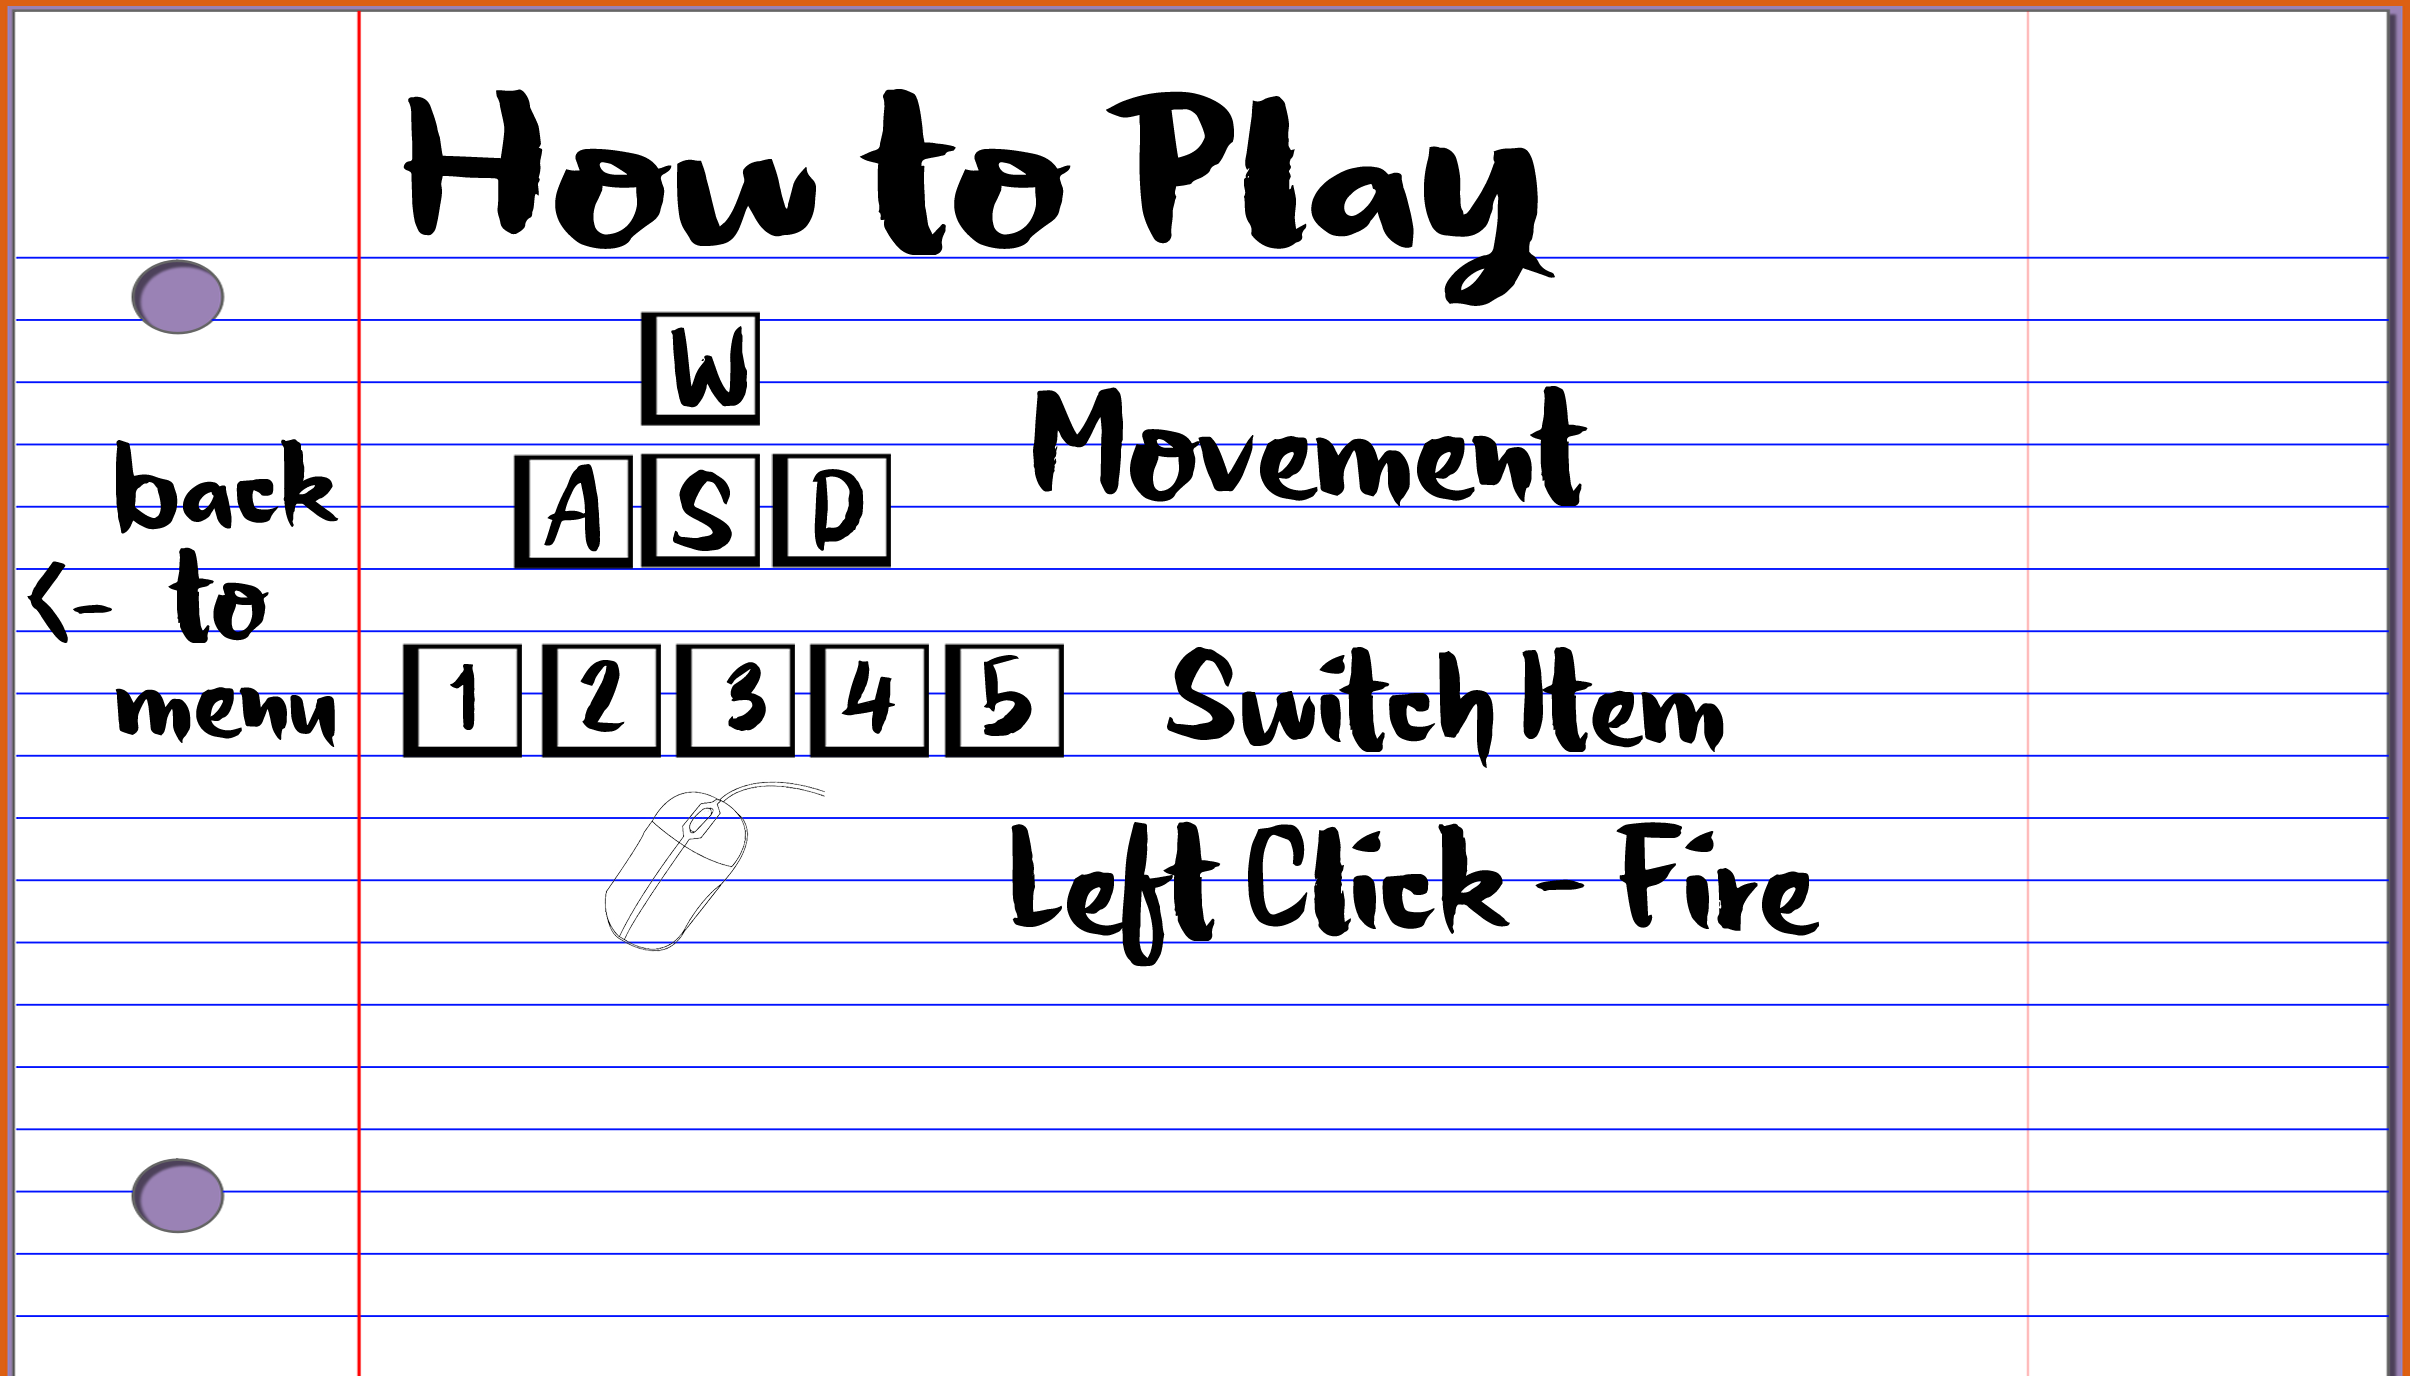 How to Play
W
A S D
Movement
back
<- to
menu
1 2 3 4 5 Switch Item
Left Click - Fire